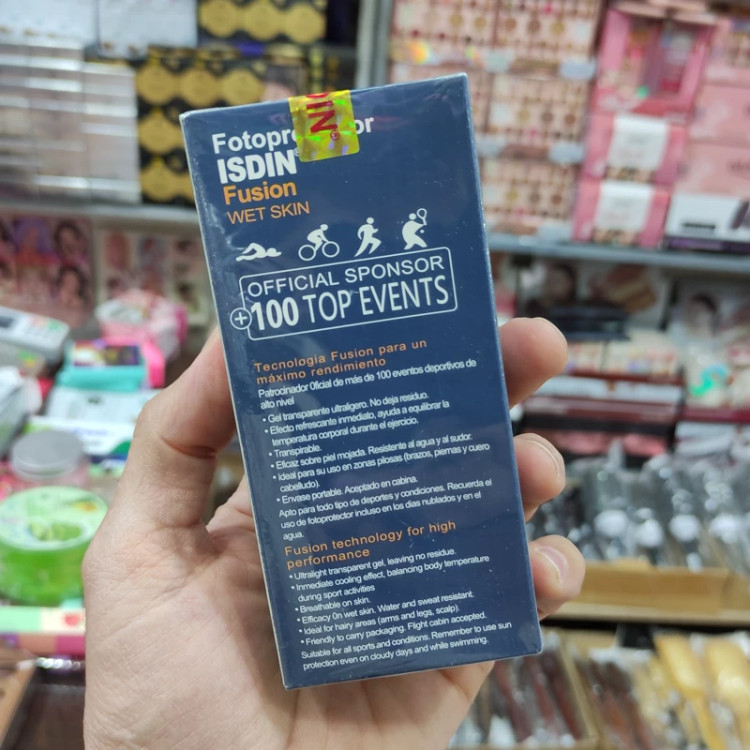 Fotopro or
ISDIN®
Fusion
WET SKIN
DIN®
OFFICIAL SPONSOR
+100 TOP EVENTS
Tecnologia Fusion para un
máximo rendimiento
Patrocinador Oficial de más de 100 eventos deportivos de
alto nivel
• Gel transparente ultraligero. No deja residuo.
• Efecto refrescante inmediato, ayuda a equilibrar la
temperatura corporal durante el ejercicio.
• Transpirable.
• Eficaz sobre piel mojada. Resistente al agua y al sudor.
• Ideal para su uso en zonas pilosas (brazos, piernas y cuero
cabelludo).
• Envase portable. Aceptado en cabina.
Apto para todo tipo de deportes y condiciones. Recuerda el
uso de fotoprotector incluso en los dias nublados y en el
agua.
Fusion technology for high
performance
• Ultralight transparent gel, leaving no residue.
• Inmediate cooling effect, balancing body temperature
during sport activities
• Breathable on skin.
• Efficacy 0n wet skin. Water and sweat resistant.
• Ideal for hairy areas (arms and legs, scalp).
• Friendly to carry packaging. Flight cabin accepted.
Suitable for all sports and conditions. Remember to use sun
protection even on cloudy days and while swimming.